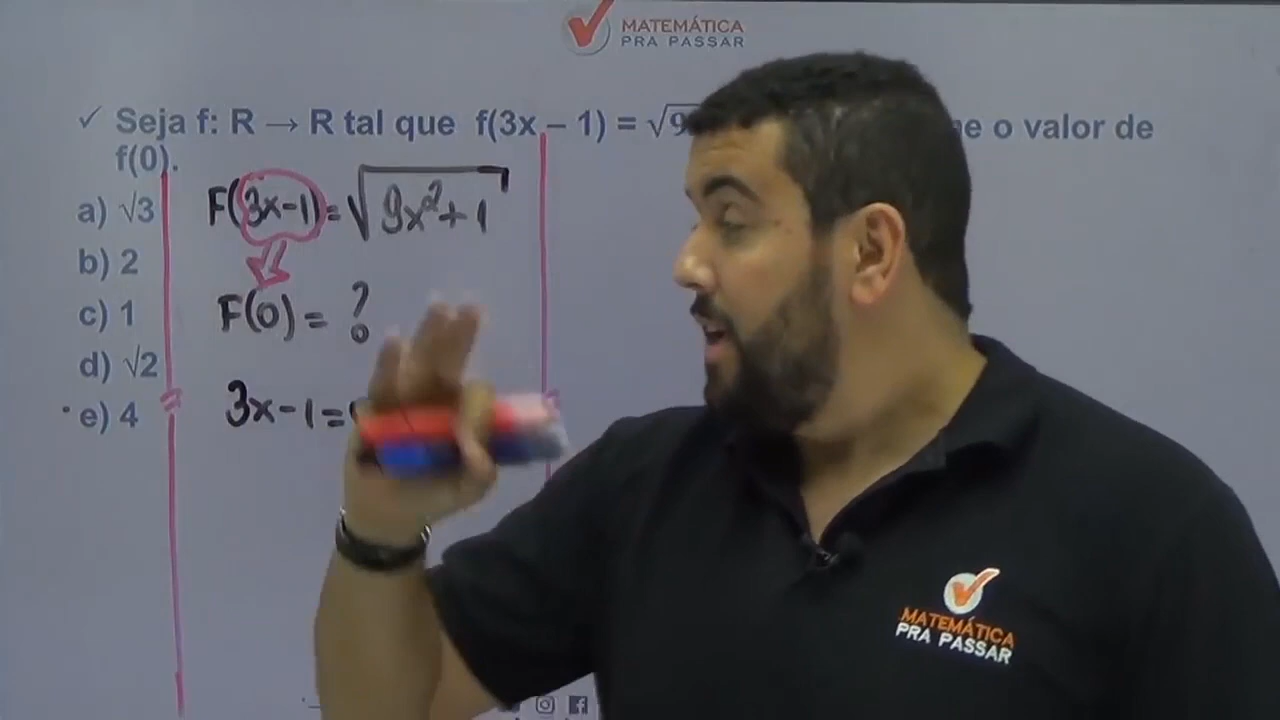 MATEMÁTICA
PRA PASSAR
✓ Seja f: R → R tal que f(3x – 1) = √9 o valor de
f(0).
a) √3
b) 2
c) 1
d) √2
e) 4
F(3x-1)=√9x²+1
F(0)=?
3x-1=
MATEMÁTICA
PRA PASSAR